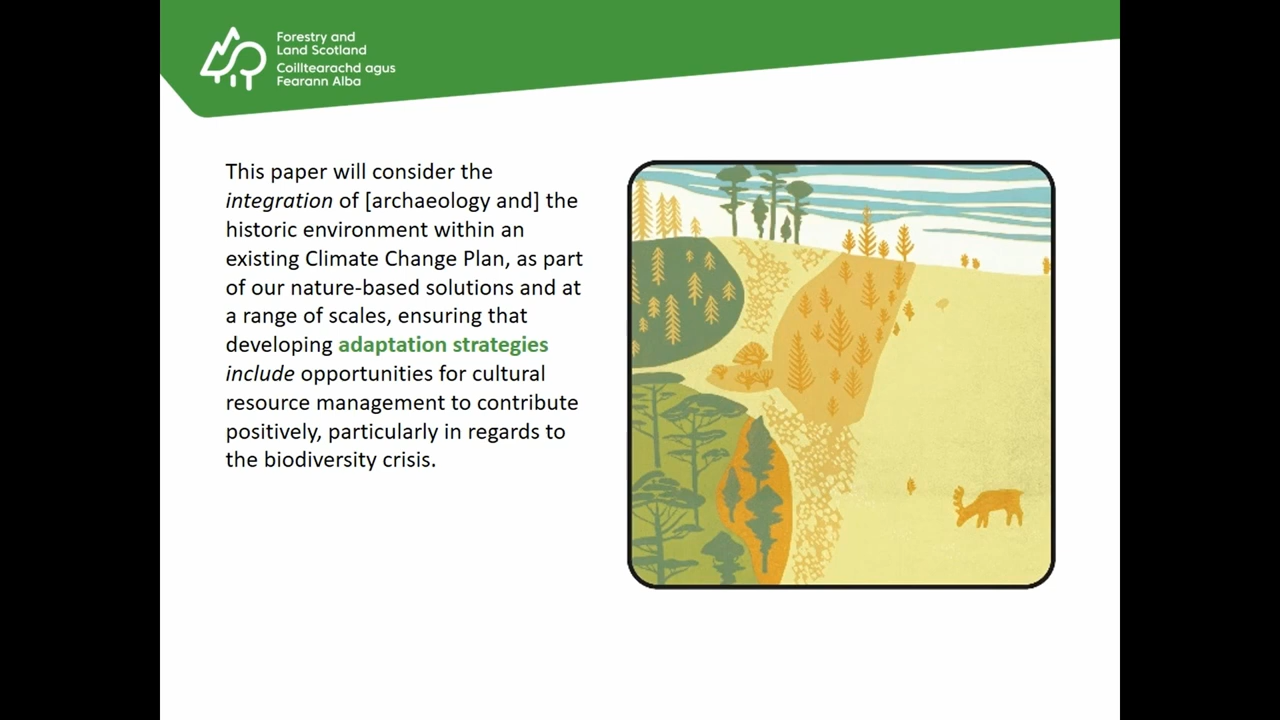 Forestry and
Land Scotland
Coilltearachd agus
Fearann Alba
This paper will consider the
integration of [archaeology and] the
historic environment within an
existing Climate Change Plan, as part
of our nature-based solutions and at
a range of scales, ensuring that
developing adaptation strategies
include opportunities for cultural
resource management to contribute
positively, particularly in regards to
the biodiversity crisis.